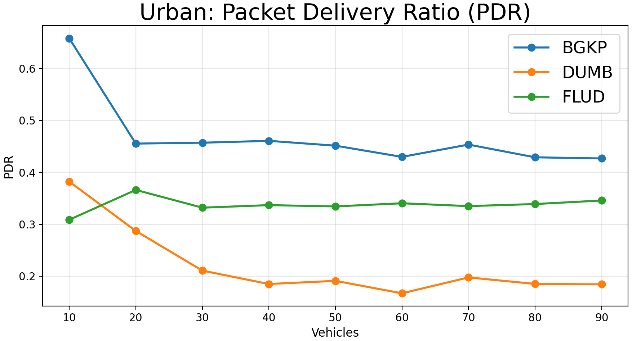 Urban: Packet Delivery Ratio (PDR)
BGKP
DUMB
FLUD
PDR
0.6
0.5
0.4
0.3
0.2
10 20 30 40 50 60 70 80 90
Vehicles